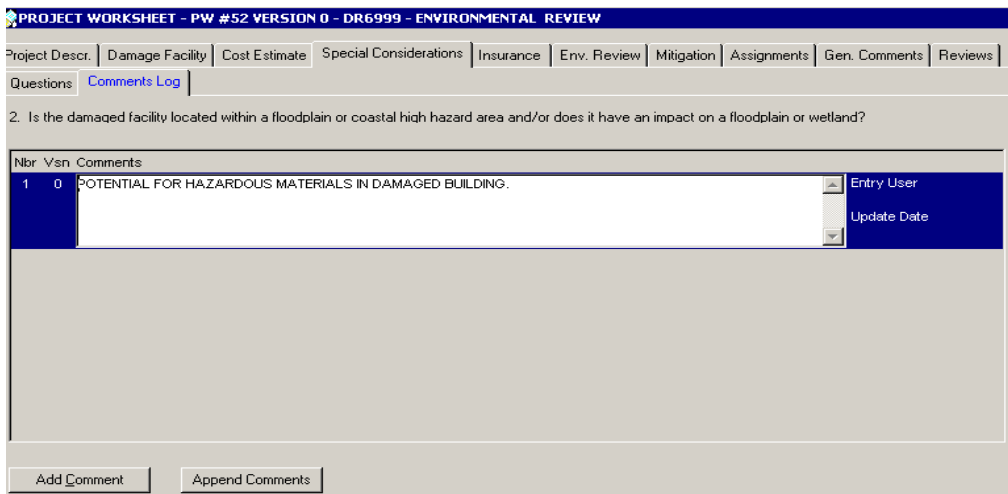 PROJECT WORKSHEET - PW #52 VERSION 0 - DR6999 - ENVIRONMENTAL REVIEW
Project Descr. Damage Facility Cost Estimate Special Considerations Insurance Env. Review Mitigation Assignments Gen. Comments Reviews
Questions Comments Log
2. Is the damaged facility located within a floodplain or coastal high hazard area and/or does it have an impact on a floodplain or wetland?
Nbr Vsn Comments
1 0 POTENTIAL FOR HAZARDOUS MATERIALS IN DAMAGED BUILDING. Entry User
Update Date
Add Comment Append Comments